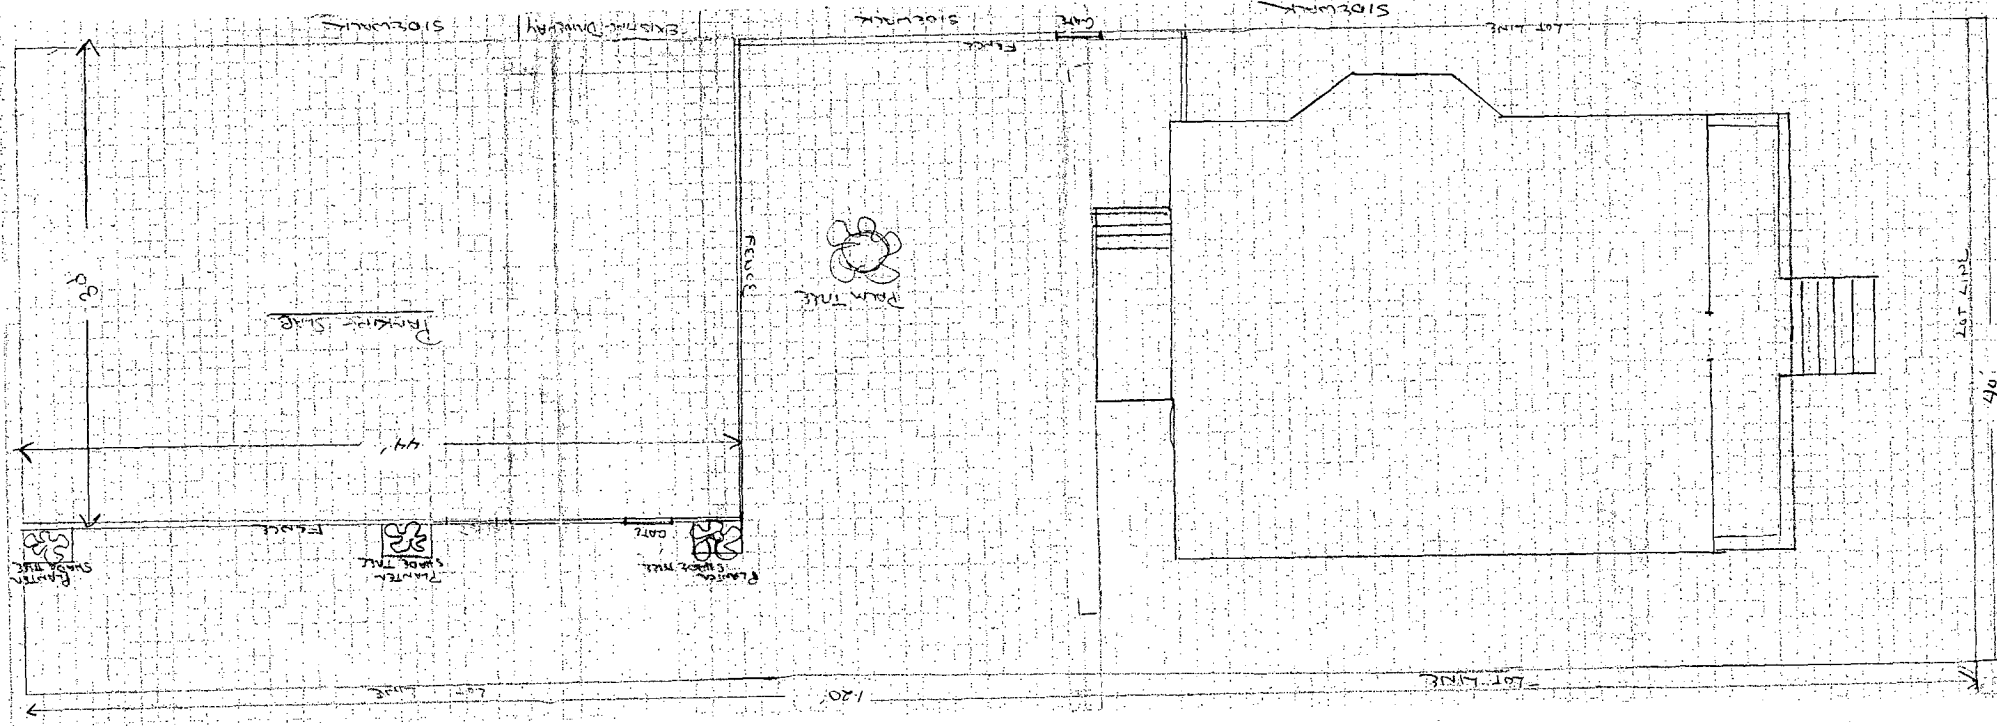 SIDEWALK
EXISTING DRIVEWAY
SIDEWALK
GATE
SIDEWALK
FENCE
LOT LINE
FENCE
PALM TREE
30'
PARKING SLAB
LOT LINE
40'
44'
FENCE
GATE
PLANTER
SHADE TREE
PLANTER
SHADE TREE
PLANTER
SHADE TREE
LOT LINE
120'
LOT LINE